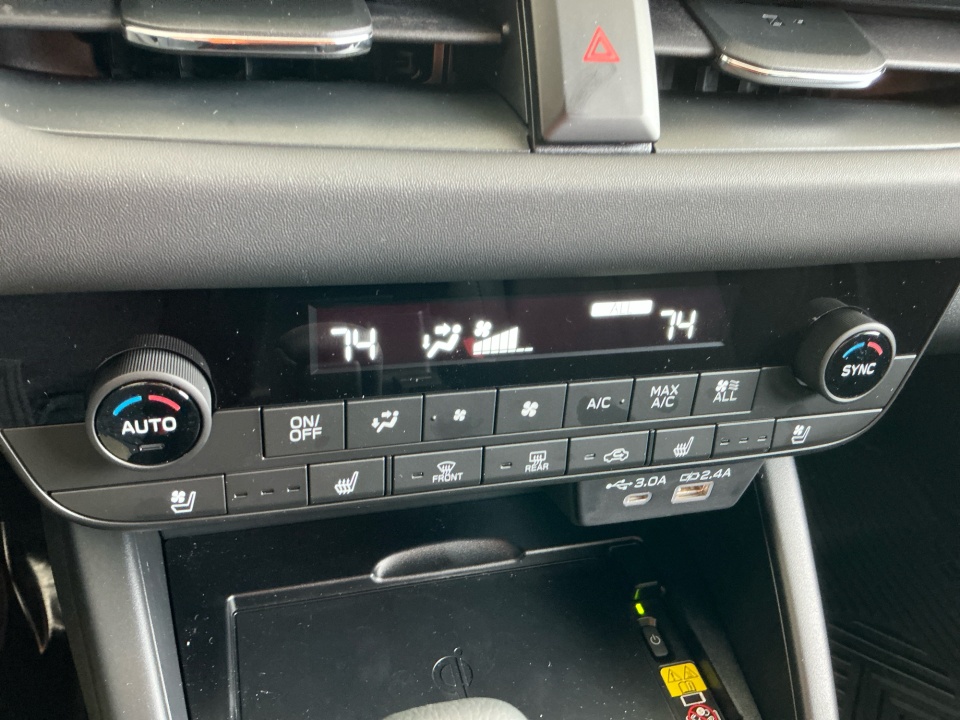 74
74
AUTO
SYNC
ON/
OFF
A/C
MAX
A/C
ALL
FRONT
REAR
3.0A
2.4A